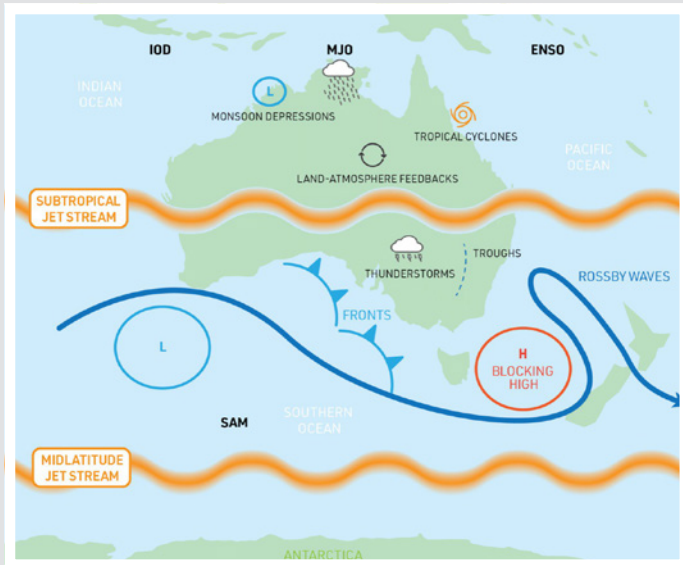 IOD
MJO
ENSO
INDIAN
OCEAN
L
MONSOON DEPRESSIONS
TROPICAL CYCLONES
PACIFIC
OCEAN
LAND-ATMOSPHERE FEEDBACKS
SUBTROPICAL
JET STREAM
THUNDERSTORMS
TROUGHS
ROSSBY WAVES
FRONTS
L
H
BLOCKING
HIGH
SAM
SOUTHERN
OCEAN
MIDLATITUDE
JET STREAM
ANTARCTICA